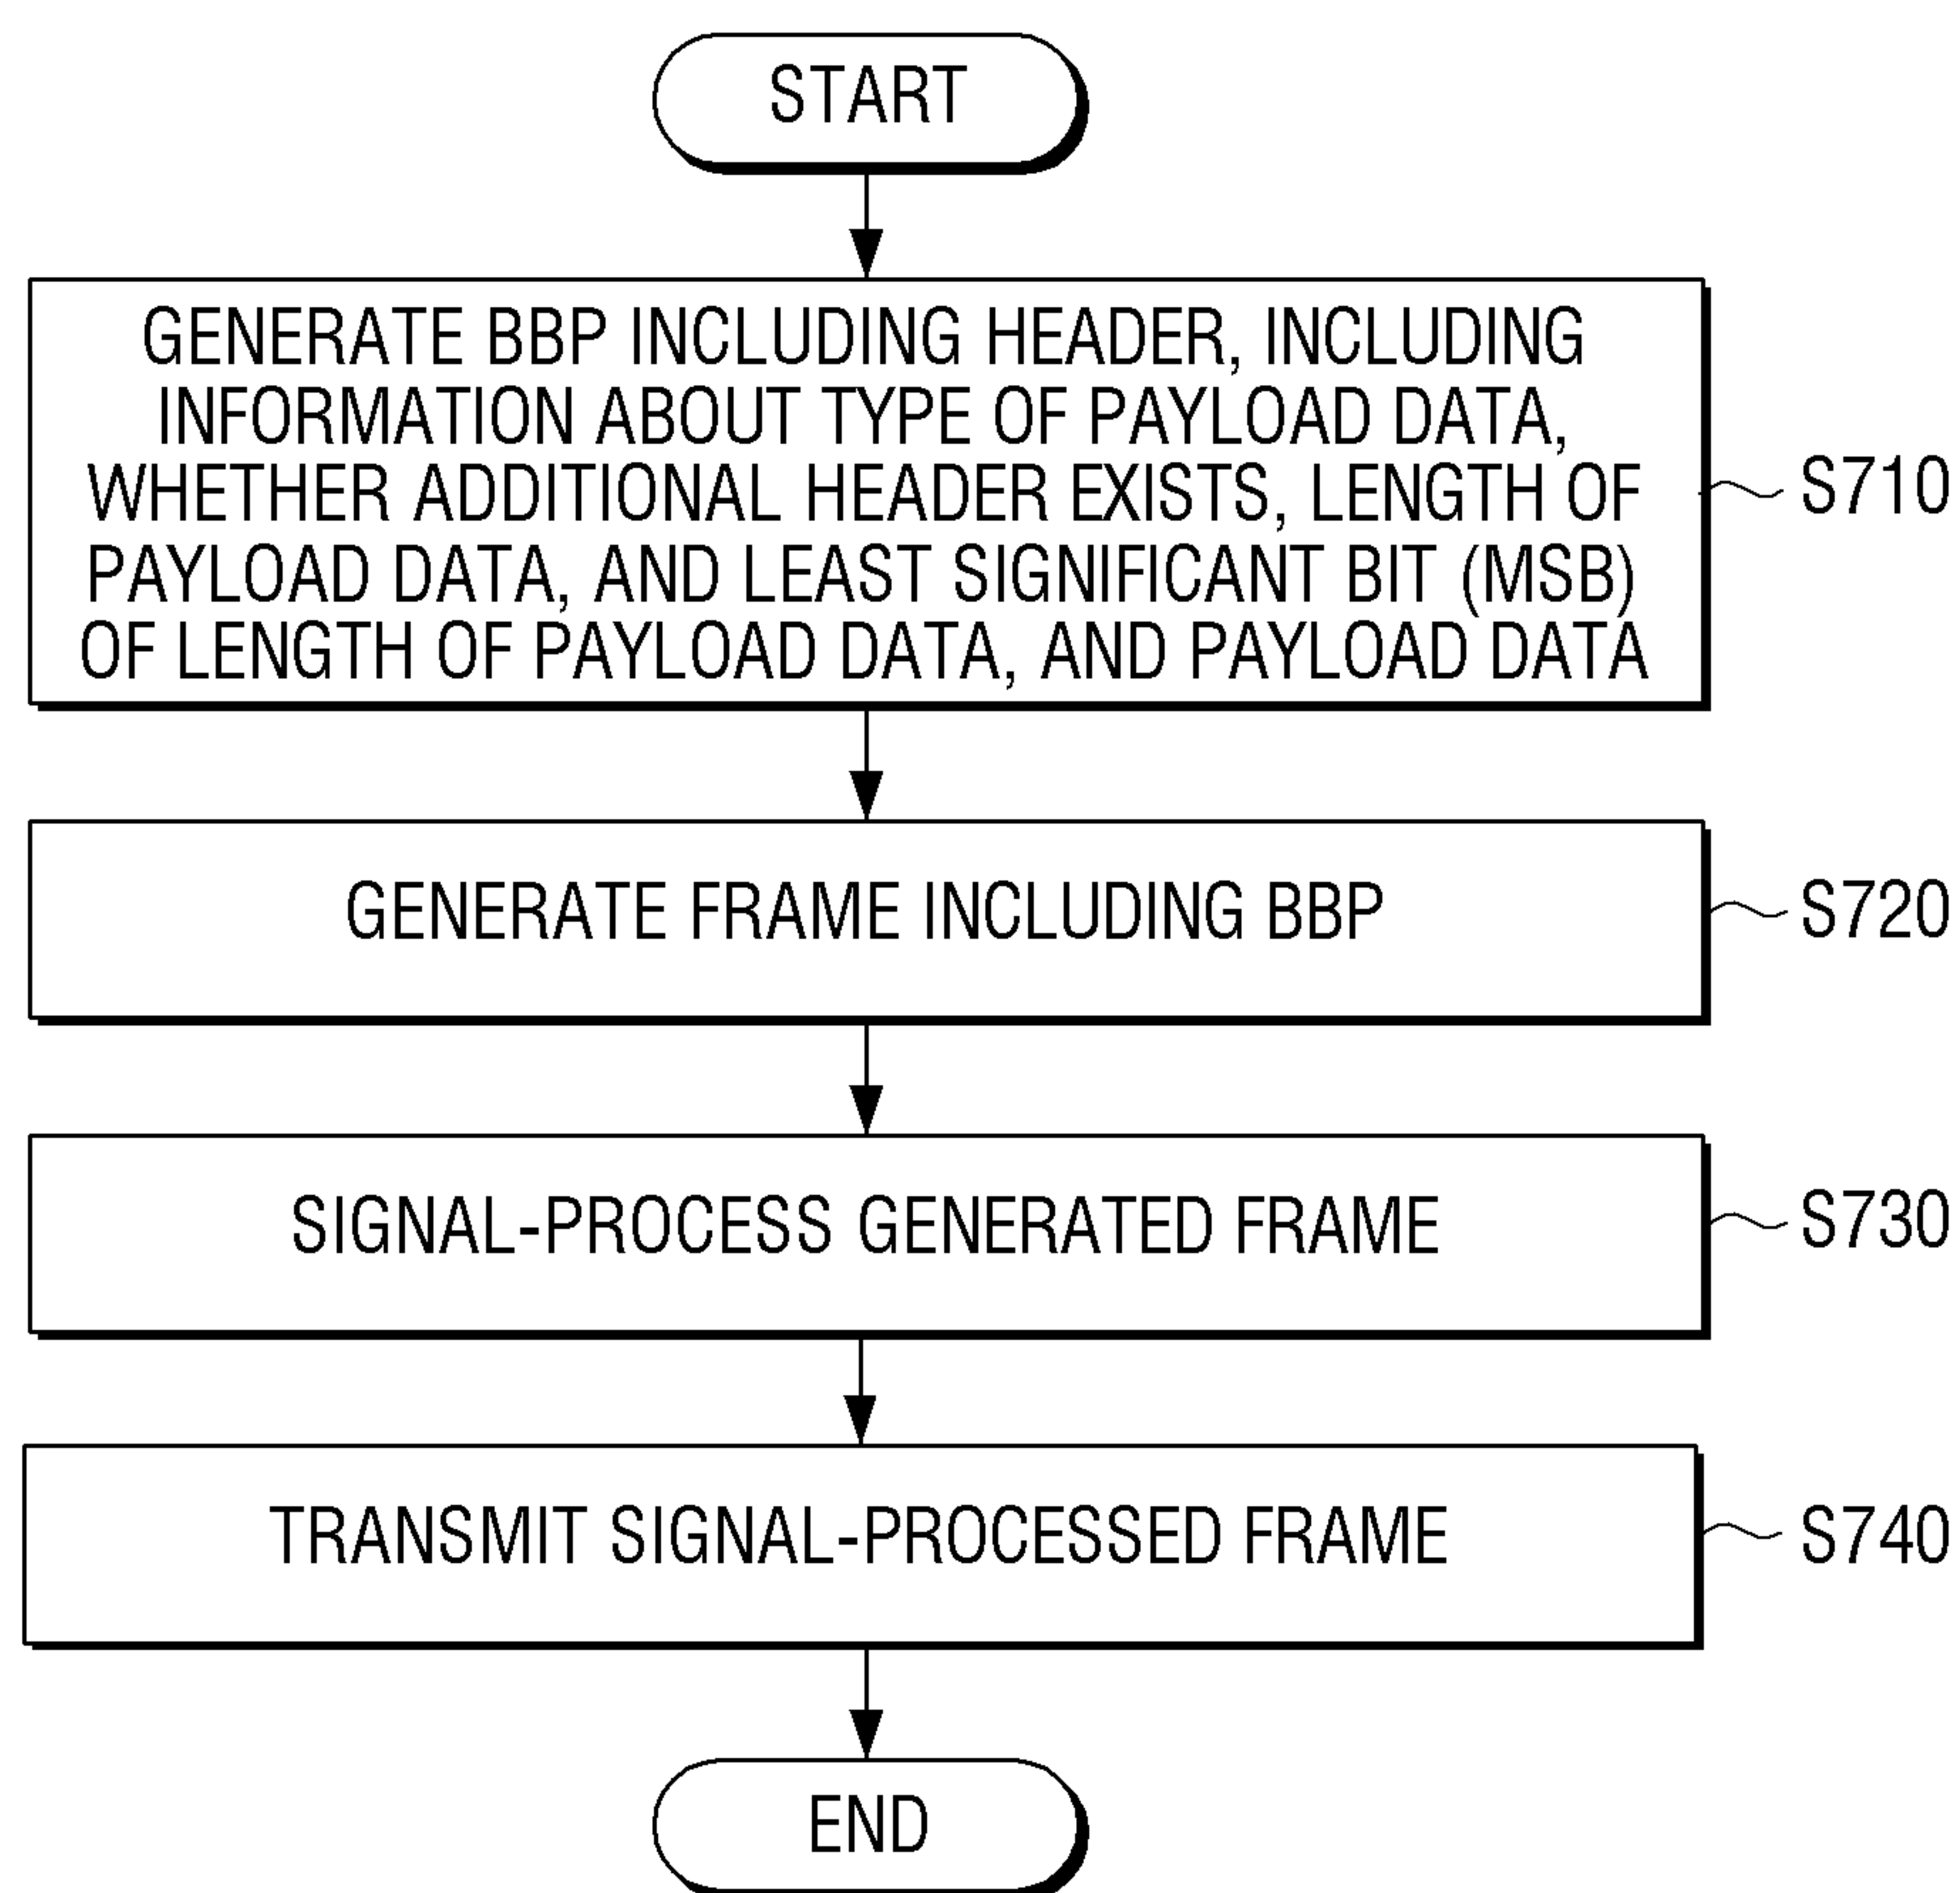 START
GENERATE BBP INCLUDING HEADER, INCLUDING
INFORMATION ABOUT TYPE OF PAYLOAD DATA,
WHETHER ADDITIONAL HEADER EXISTS, LENGTH OF
PAYLOAD DATA, AND LEAST SIGNIFICANT BIT (MSB)
OF LENGTH OF PAYLOAD DATA, AND PAYLOAD DATA
S710
GENERATE FRAME INCLUDING BBP
S720
SIGNAL-PROCESS GENERATED FRAME
S730
TRANSMIT SIGNAL-PROCESSED FRAME
S740
END